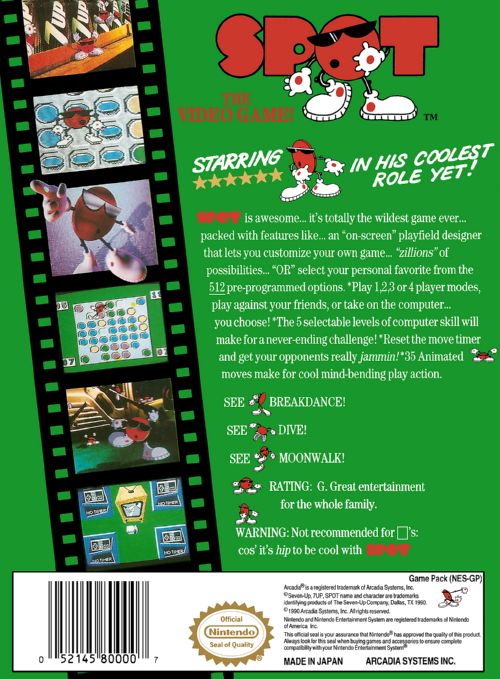 7UP
SPOT
THE
VIDEO GAME!
TM
STARRING
IN HIS COOLEST
ROLE YET!
SPOT is awesome... it's totally the wildest game ever...
packed with features like... an "on-screen" playfield designer
that lets you customize your own game... "zillions" of
possibilities... "OR" select your personal favorite from the
512 pre-programmed options. *Play 1,2,3 or 4 player modes,
play against your friends, or take on the computer...
you choose! *The 5 selectable levels of computer skill will
make for a never-ending challenge! *Reset the move timer
and get your opponents really jammin! *35 Animated
moves make for cool mind-bending play action.
SEE BREAKDANCE!
SEE DIVE!
SEE MOONWALK!
RATING: G. Great entertainment
for the whole family.
WARNING: Not recommended for □'s:
cos' it's hip to be cool with SPOT
NO TIMER
NO TIMER
NO TIMER
NO TIMER
0 52145 80000 7
Official
Nintendo
Seal of Quality
Game Pack (NES-GP)
Arcadia® is a registered trademark of Arcadia Systems, Inc.
© Seven-Up, 7UP, SPOT name and character are trademarks
identifying products of The Seven-Up Company, Dallas, TX 1990.
© 1990 Arcadia Systems, Inc. All rights reserved.
Nintendo and Nintendo Entertainment System are registered trademarks of Nintendo
of America Inc.
This official seal is your assurance that Nintendo® has approved the quality of this product.
Always look for this seal when buying games and accessories to ensure complete
compatibility with your Nintendo Entertainment System®
MADE IN JAPAN ARCADIA SYSTEMS INC.